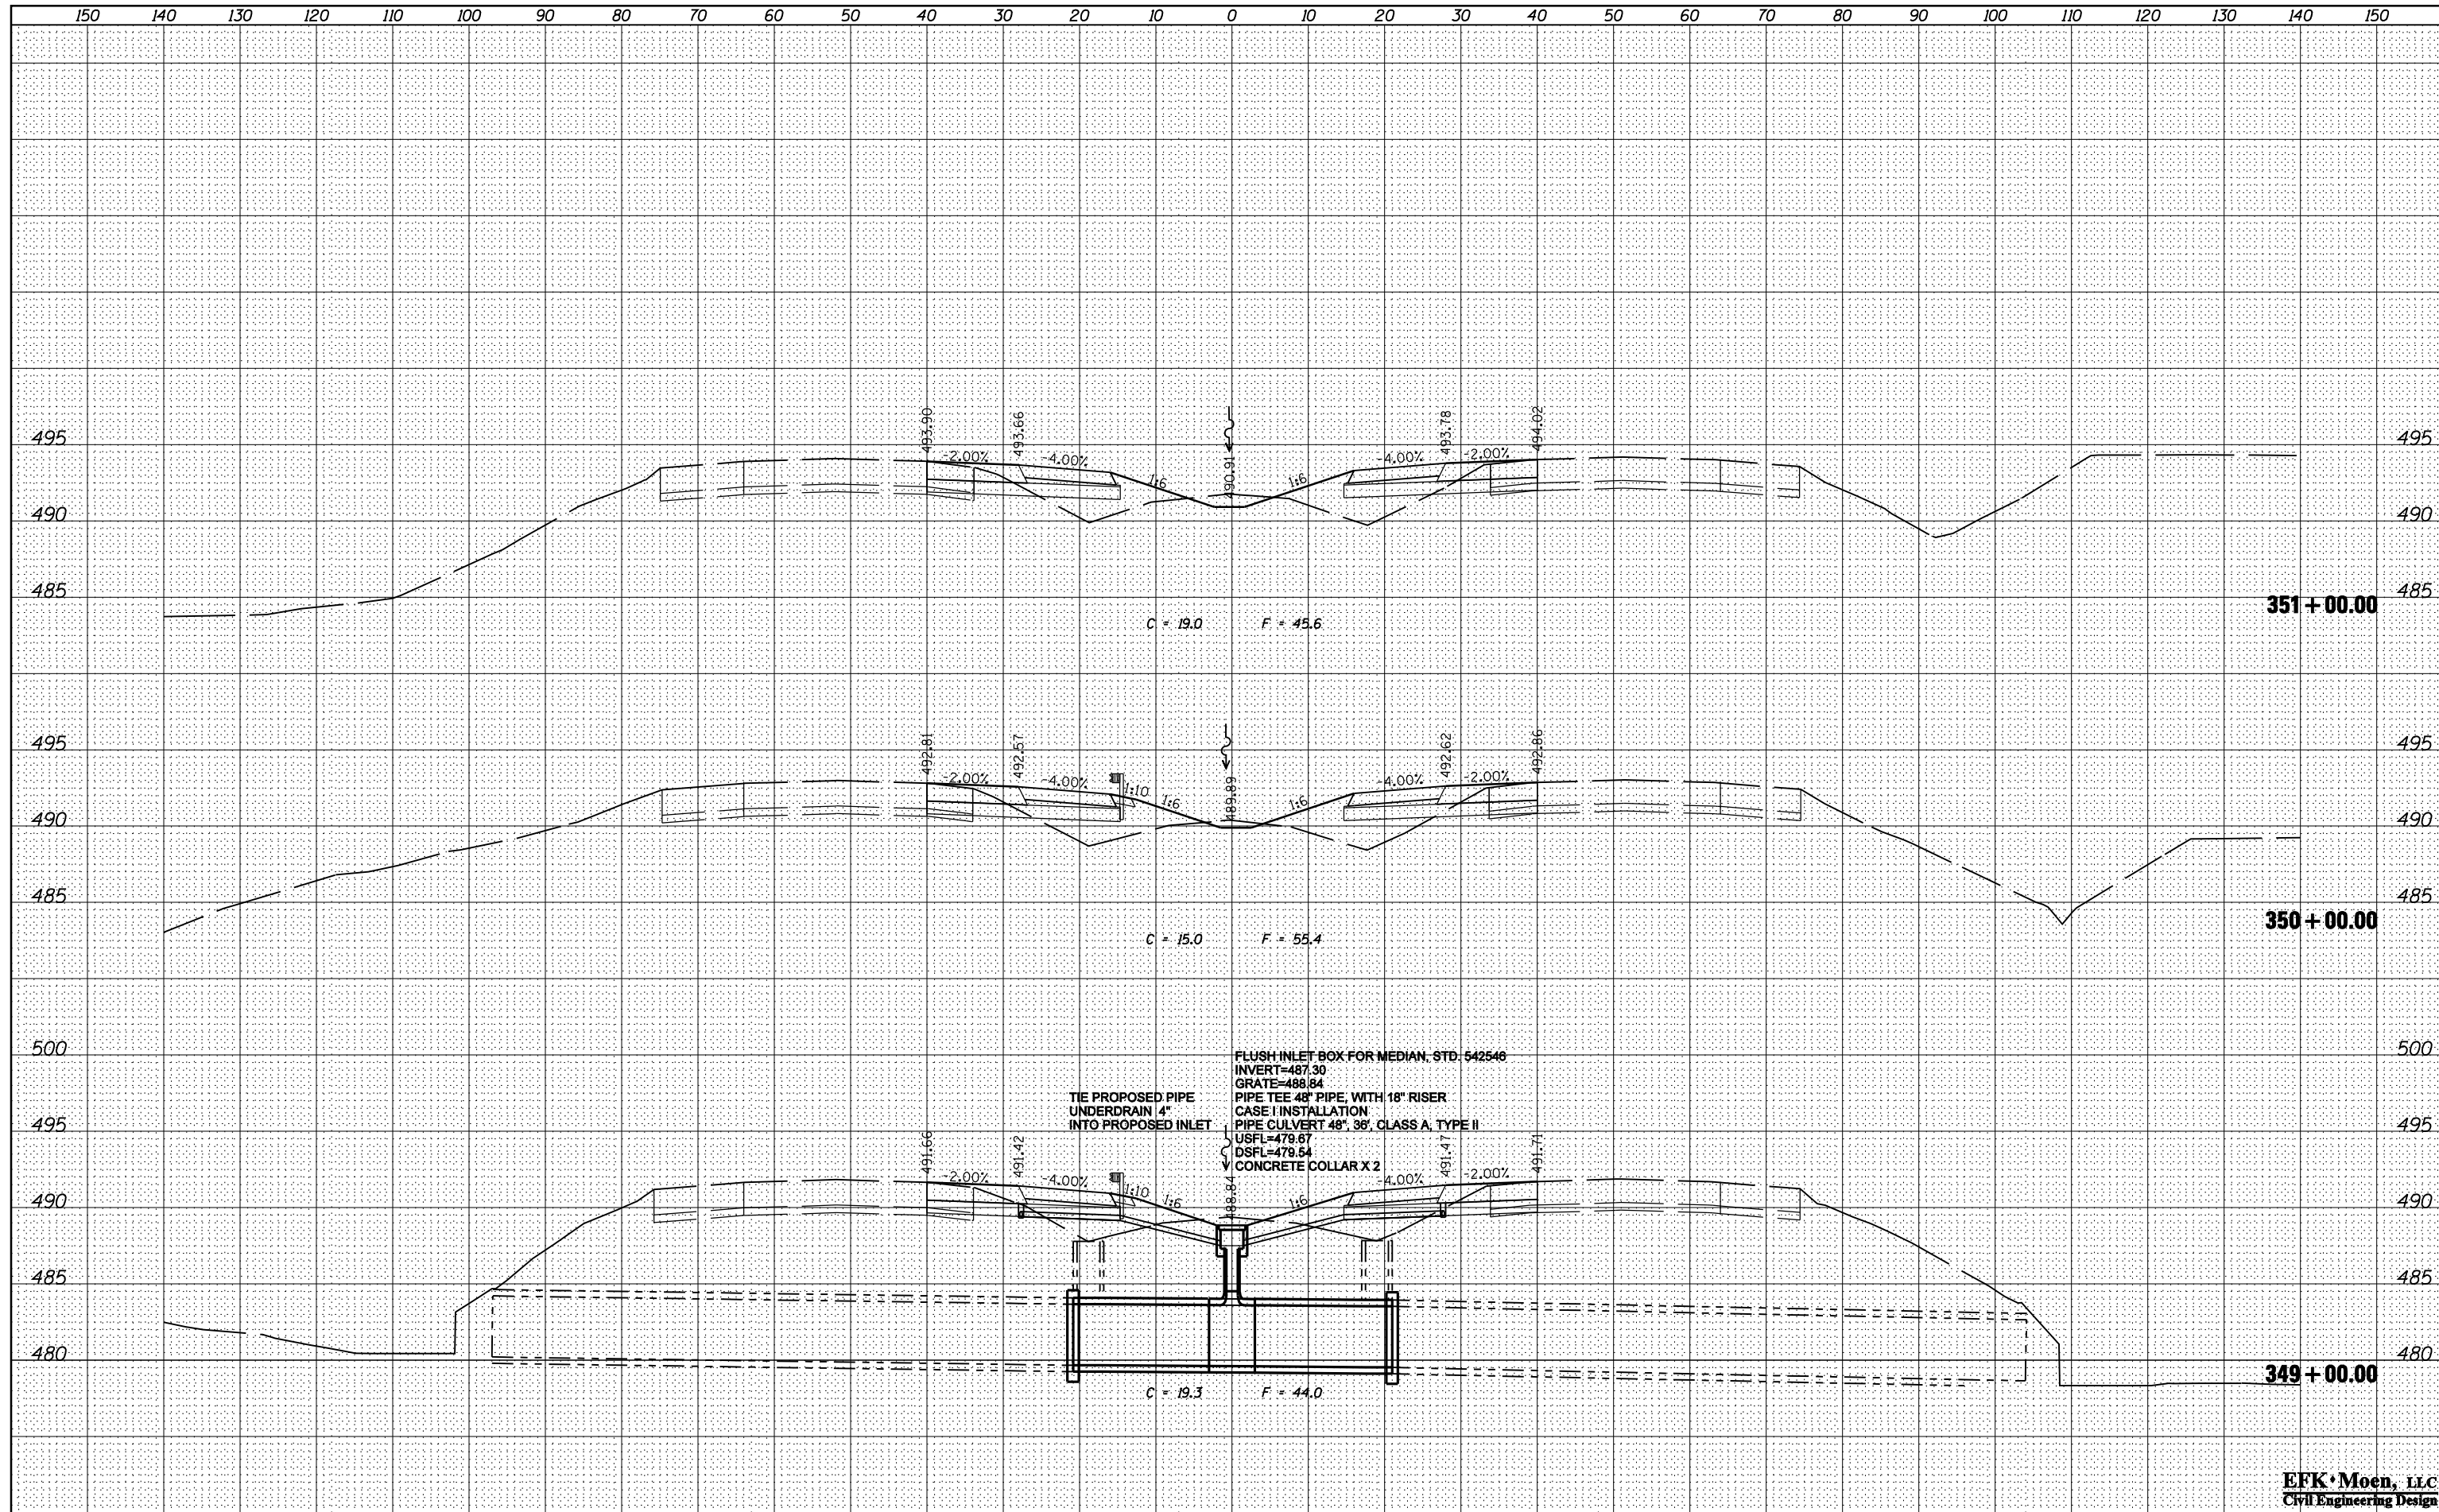 150 140 130 120 110 100 90 80 70 60 50 40 30 20 10 0 10 20 30 40 50 60 70 80 90 100 110 120 130 140 150
493.90
493.66
490.91
493.78
494.02
495 495
-2.00% -4.00% 1:6 1:6 -4.00% -2.00%
490 490
485 485
351+00.00
C = 19.0 F = 45.6
492.81
492.57
489.89
492.62
492.86
495 495
-2.00% -4.00% 1:10 1:6 1:6 -4.00% -2.00%
490 490
485 485
350+00.00
C = 15.0 F = 55.4
500 500
FLUSH INLET BOX FOR MEDIAN, STD. 542546
INVERT=487.30
GRATE=488.84
PIPE TEE 48" PIPE, WITH 18" RISER
CASE I INSTALLATION
PIPE CULVERT 48", 36', CLASS A, TYPE II
USFL=479.67
DSFL=479.54
CONCRETE COLLAR X 2
TIE PROPOSED PIPE
UNDERDRAIN 4"
INTO PROPOSED INLET
495 495
491.66
491.42
488.84
491.47
491.71
-2.00% -4.00% 1:10 1:6 1:6 -4.00% -2.00%
490 490
485 485
480 480
349+00.00
C = 19.3 F = 44.0
EFK•Moen, LLC
Civil Engineering Design